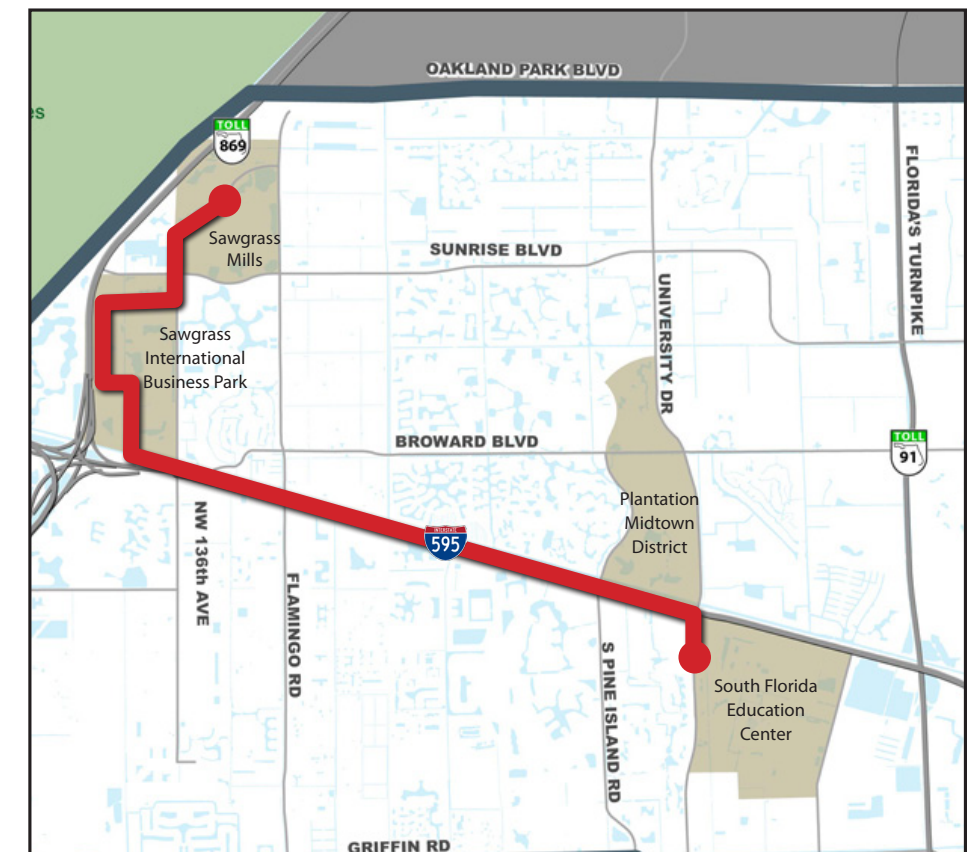 OAKLAND PARK BLVD
es
TOLL
869
FLORIDA'S TURNPIKE
Sawgrass
Mills
SUNRISE BLVD
UNIVERSITY DR
Sawgrass
International
Business Park
BROWARD BLVD
TOLL
91
Plantation
Midtown
District
NW 136th AVE
INTERSTATE
595
FLAMINGO RD
S PINE ISLAND RD
South Florida
Education
Center
GRIFFIN RD